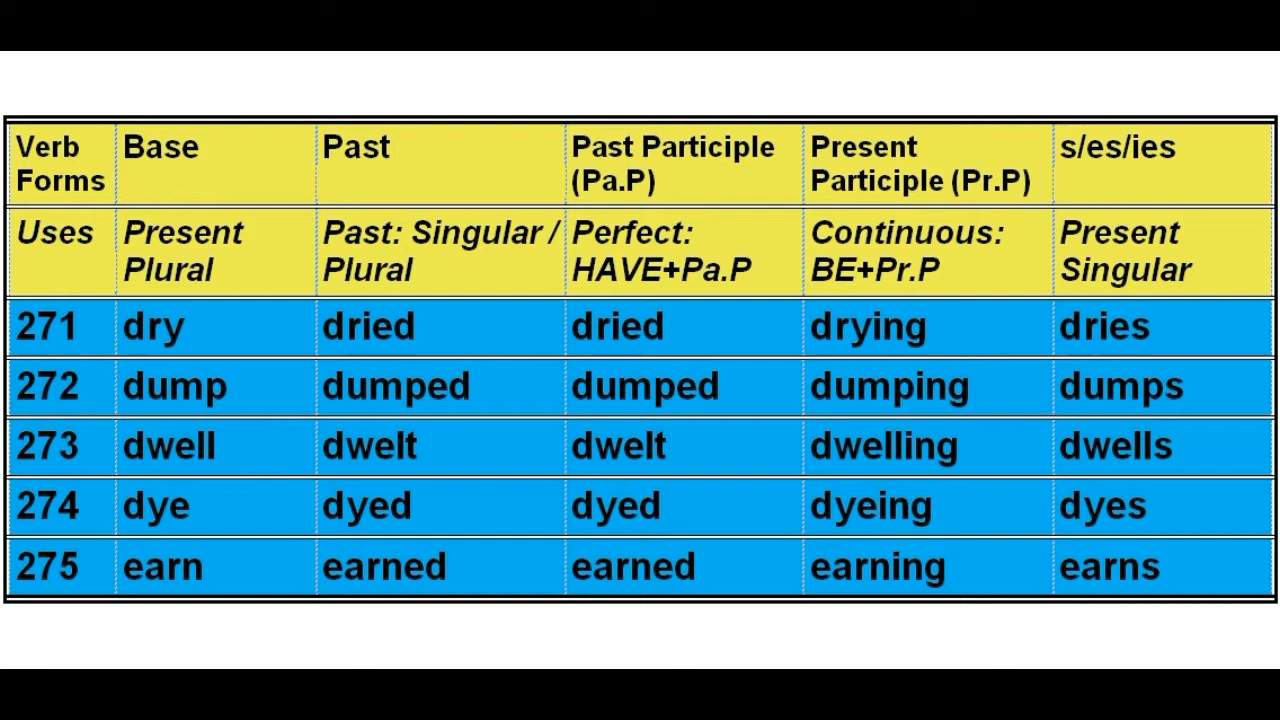 Verb Forms Base Past Past Participle (Pa.P) Present Participle (Pr.P) s/es/ies
Uses Present Plural Past: Singular / Plural Perfect: HAVE+Pa.P Continuous: BE+Pr.P Present Singular
271 dry dried dried drying dries
272 dump dumped dumped dumping dumps
273 dwell dwelt dwelt dwelling dwells
274 dye dyed dyed dyeing dyes
275 earn earned earned earning earns